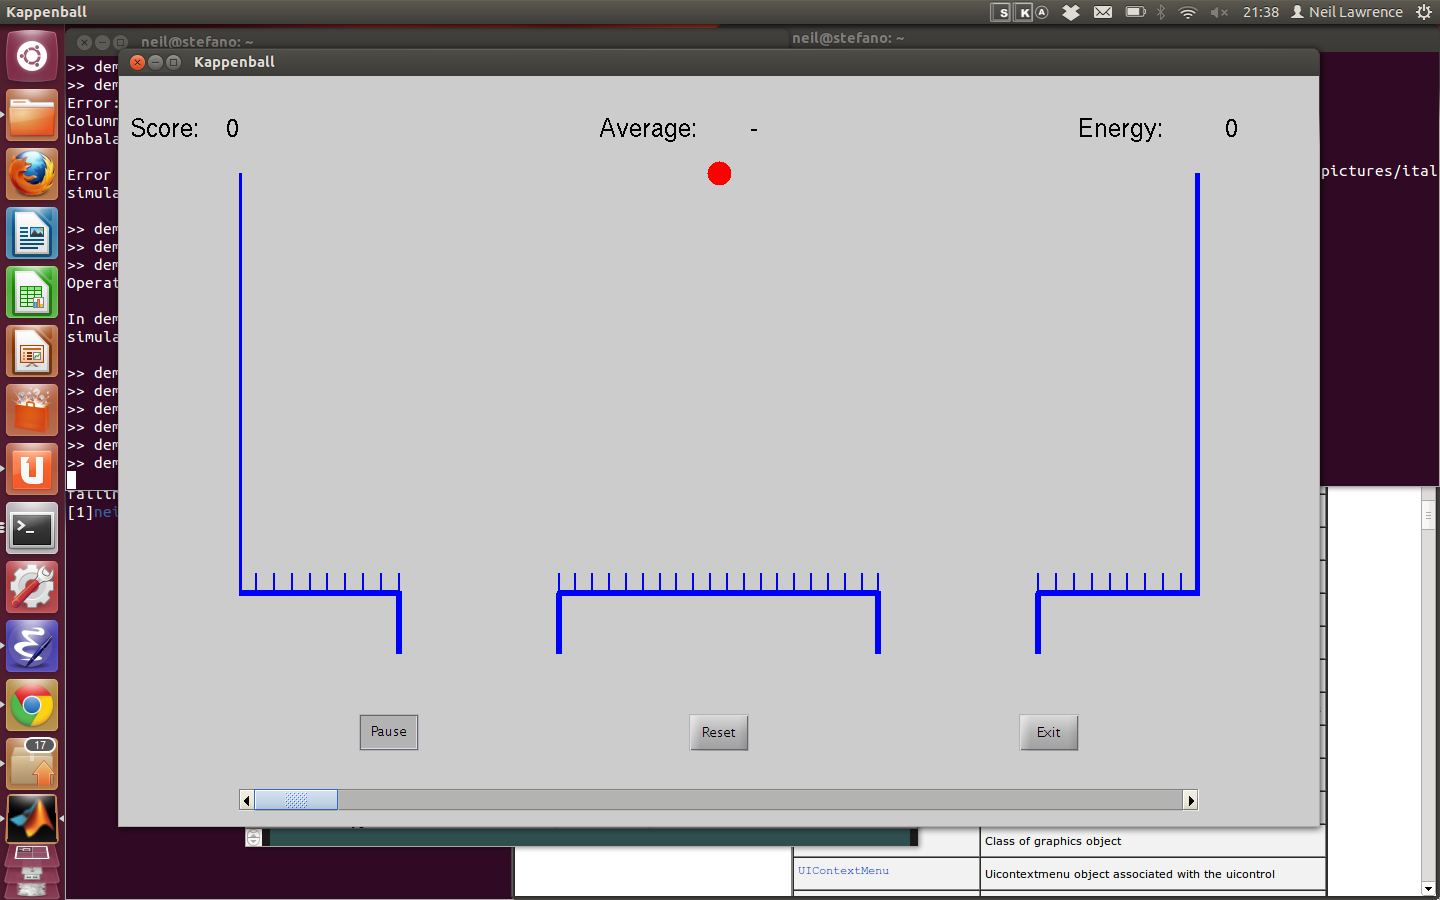 Kappenball
S K A 21:38 Neil Lawrence
neil@stefano: ~
neil@stefano: ~
Kappenball
>> dem
>> dem
Error:
Column
Unbala
Error
simula
>> dem
>> dem
>> dem
Operat
In dem
simula
>> dem
>> dem
>> dem
>> dem
>> dem
>> dem
fallin
[1]nei
pictures/ital
Score: 0
Average: -
Energy: 0
Pause
Reset
Exit
17
Class of graphics object
UIContextMenu
Uicontextmenu object associated with the uicontrol